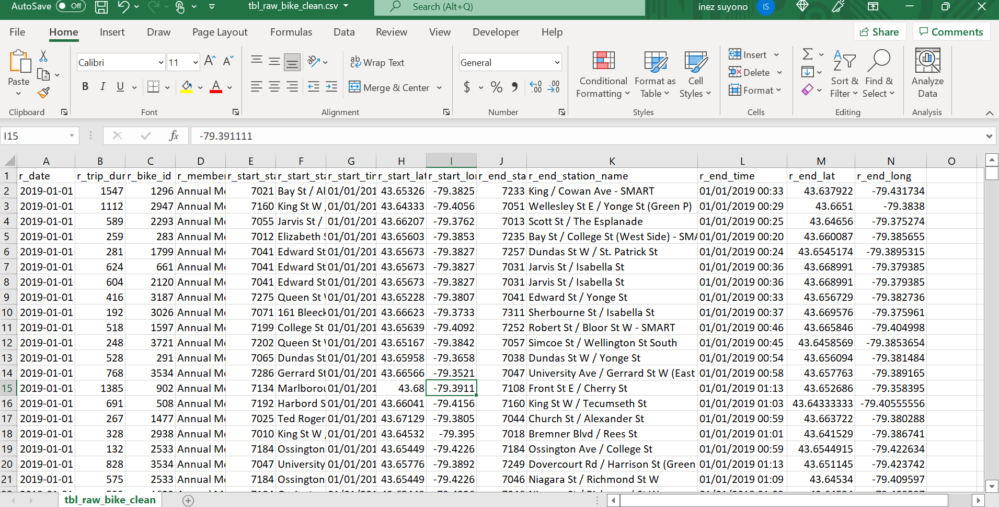 AutoSave Off tbl_raw_bike_clean.csv Search (Alt+Q) inez suyono IS
File Home Insert Draw Page Layout Formulas Data Review View Developer Help Share Comments
Calibri 11 Wrap Text General Insert
Paste B I U Merge & Center $ % Conditional Formatting Format as Table Cell Styles Delete Format Sort & Filter Find & Select Analyze Data
Clipboard Font Alignment Number Styles Cells Editing Analysis
I15 fx -79.391111
A B C D E F G H I J K L M N O
1 r_date r_trip_dur r_bike_id r_member r_start_sta r_start_sta r_start_tir r_start_lat r_start_lor r_end_sta r_end_station_name r_end_time r_end_lat r_end_long
2 2019-01-01 1547 1296 Annual Me 7021 Bay St / Al 01/01/201 43.65326 -79.3825 7233 King / Cowan Ave - SMART 01/01/2019 00:33 43.637922 -79.431734
3 2019-01-01 1112 2947 Annual Me 7160 King St W / 01/01/201 43.64333 -79.4056 7051 Wellesley St E / Yonge St (Green P) 01/01/2019 00:29 43.6651 -79.3838
4 2019-01-01 589 2293 Annual Me 7055 Jarvis St / 01/01/201 43.66207 -79.3762 7013 Scott St / The Esplanade 01/01/2019 00:25 43.64656 -79.375274
5 2019-01-01 259 283 Annual Me 7012 Elizabeth S 01/01/201 43.65603 -79.3853 7235 Bay St / College St (West Side) - SMA 01/01/2019 00:20 43.660087 -79.385655
6 2019-01-01 281 1799 Annual Me 7041 Edward St 01/01/201 43.65673 -79.3827 7257 Dundas St W / St. Patrick St 01/01/2019 00:24 43.6545174 -79.3895315
7 2019-01-01 624 661 Annual Me 7041 Edward St 01/01/201 43.65673 -79.3827 7031 Jarvis St / Isabella St 01/01/2019 00:36 43.668991 -79.379385
8 2019-01-01 604 2120 Annual Me 7041 Edward St 01/01/201 43.65673 -79.3827 7031 Jarvis St / Isabella St 01/01/2019 00:36 43.668991 -79.379385
9 2019-01-01 416 3187 Annual Me 7275 Queen St 01/01/201 43.65228 -79.3807 7041 Edward St / Yonge St 01/01/2019 00:33 43.656729 -79.382736
10 2019-01-01 192 3026 Annual Me 7071 161 Bleeck 01/01/201 43.66623 -79.3733 7311 Sherbourne St / Isabella St 01/01/2019 00:37 43.669576 -79.375961
11 2019-01-01 518 1597 Annual Me 7199 College St 01/01/201 43.65639 -79.4092 7252 Robert St / Bloor St W - SMART 01/01/2019 00:46 43.665846 -79.404998
12 2019-01-01 248 3721 Annual Me 7202 Queen St 01/01/201 43.65167 -79.3842 7057 Simcoe St / Wellington St South 01/01/2019 00:45 43.6458569 -79.3853654
13 2019-01-01 528 291 Annual Me 7065 Dundas St 01/01/201 43.65958 -79.3658 7038 Dundas St W / Yonge St 01/01/2019 00:54 43.656094 -79.381484
14 2019-01-01 768 3534 Annual Me 7286 Gerrard St 01/01/201 43.66566 -79.3521 7047 University Ave / Gerrard St W (East 01/01/2019 00:58 43.657763 -79.389165
15 2019-01-01 1385 902 Annual Me 7134 Marlborou 01/01/201 43.68 -79.3911 7108 Front St E / Cherry St 01/01/2019 01:13 43.652686 -79.358395
16 2019-01-01 691 508 Annual Me 7192 Harbord S 01/01/201 43.66041 -79.4156 7160 King St W / Tecumseth St 01/01/2019 01:03 43.64333333 -79.40555556
17 2019-01-01 267 1477 Annual Me 7025 Ted Roger 01/01/201 43.67129 -79.3805 7044 Church St / Alexander St 01/01/2019 00:59 43.663722 -79.380288
18 2019-01-01 328 2938 Annual Me 7010 King St W / 01/01/201 43.64532 -79.395 7018 Bremner Blvd / Rees St 01/01/2019 01:01 43.641529 -79.386741
19 2019-01-01 132 2533 Annual Me 7184 Ossington 01/01/201 43.65449 -79.4226 7184 Ossington Ave / College St 01/01/2019 00:59 43.6544915 -79.422634
20 2019-01-01 828 3534 Annual Me 7047 University 01/01/201 43.65776 -79.3892 7249 Dovercourt Rd / Harrison St (Green 01/01/2019 01:13 43.651145 -79.423742
21 2019-01-01 575 2533 Annual Me 7184 Ossington 01/01/201 43.65449 -79.4226 7046 Niagara St / Richmond St W 01/01/2019 01:09 43.64534 -79.409597
tbl_raw_bike_clean